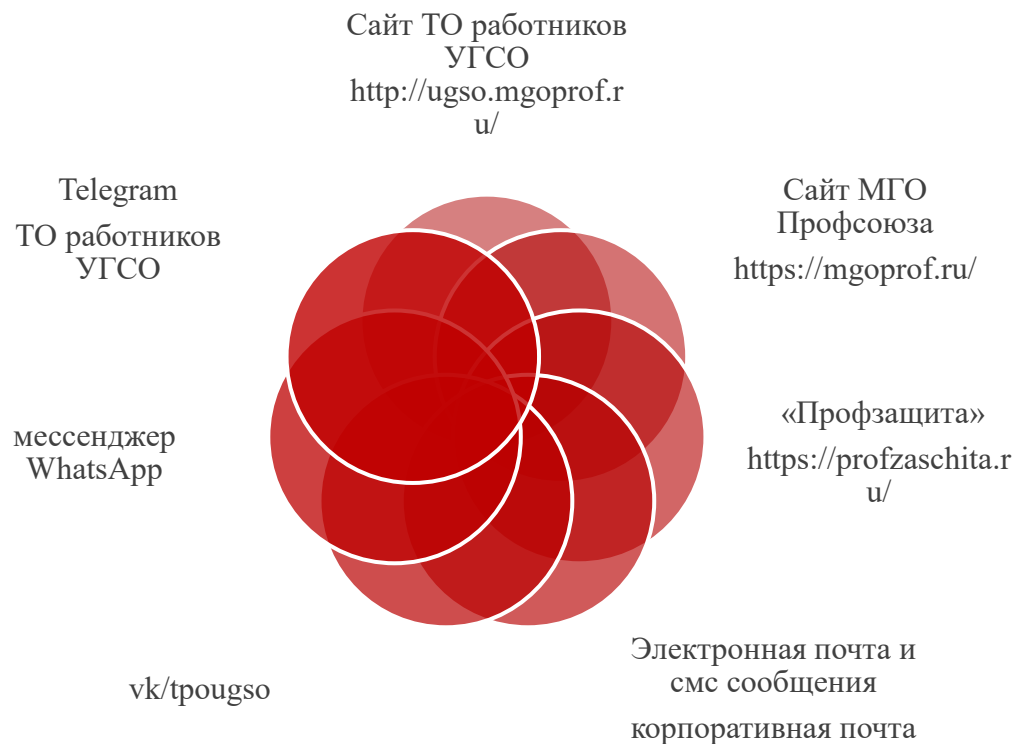 Сайт ТО работников
УГСО
http://ugso.mgoprof.r
u/
Сайт МГО
Профсоюза
https://mgoprof.ru/
«Профзащита»
https://profzaschita.r
u/
Электронная почта и
смс сообщения
корпоративная почта
vk/tpougso
мессенджер
WhatsApp
Telegram
ТО работников
УГСО